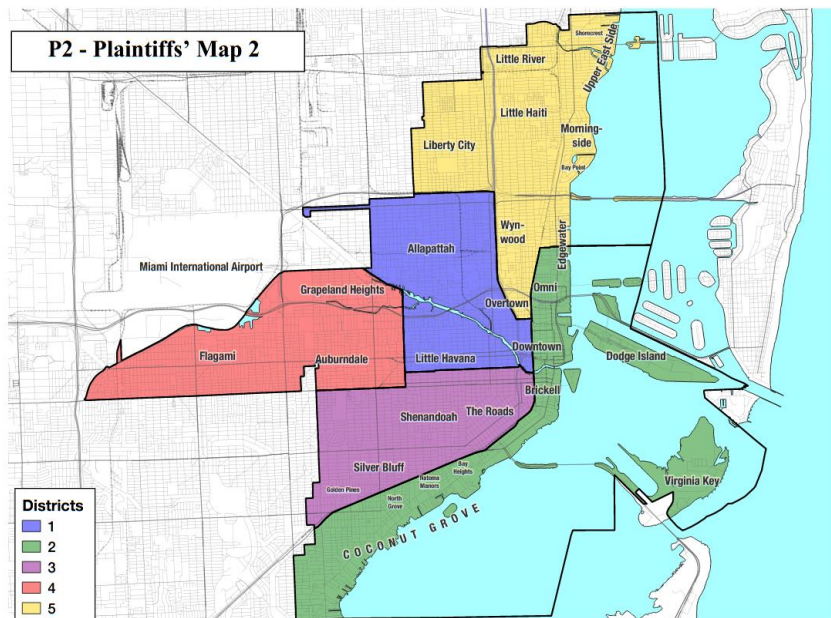 P2 - Plaintiffs' Map 2
Shorecrest
Upper East Side
Little River
Little Haiti
Morning-
side
Liberty City
Bay Point
Wyn-
wood
Edgewater
Allapattah
Miami International Airport
Grapeland Heights
Omni
Overtown
Downtown
Dodge Island
Flagami
Auburndale
Little Havana
Brickell
Shenandoah
The Roads
Silver Bluff
Bay
Heights
Natoma
Manors
Golden Pines
North
Grove
Virginia Key
COCONUT GROVE
Districts
1
2
3
4
5